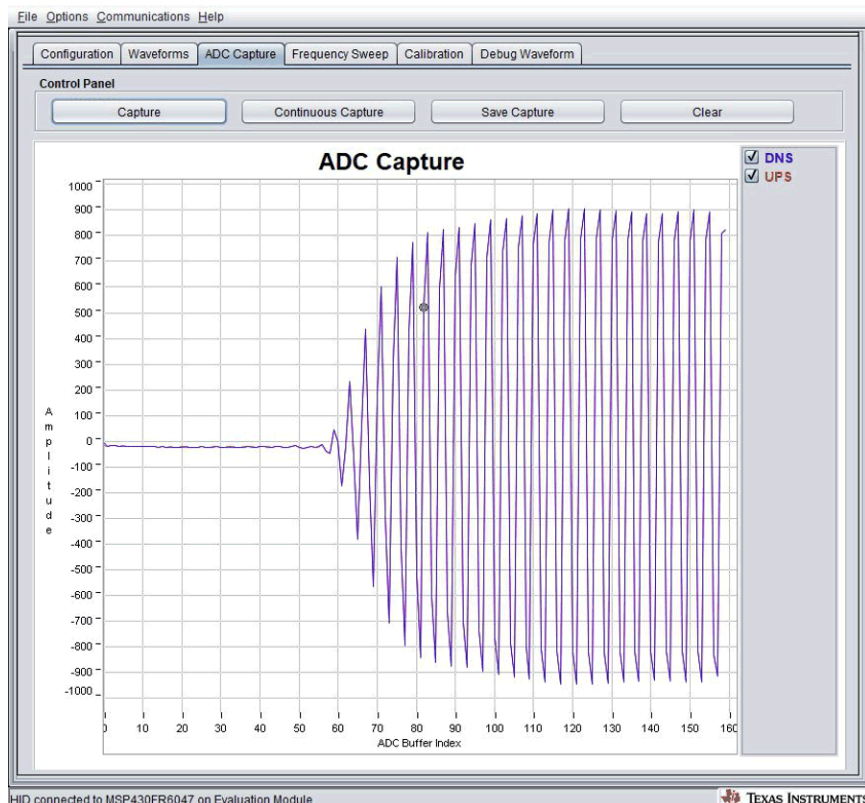 File Options Communications Help
Configuration Waveforms ADC Capture Frequency Sweep Calibration Debug Waveform
Control Panel
Capture Continuous Capture Save Capture Clear
ADC Capture
DNS
UPS
1000
900
800
700
600
500
400
300
200
100
0
-100
-200
-300
-400
-500
-600
-700
-800
-900
-1000
Amplitude
0 10 20 30 40 50 60 70 80 90 100 110 120 130 140 150 160
ADC Buffer Index
HID connected to MSP430FR6047 on Evaluation Module
TEXAS INSTRUMENTS